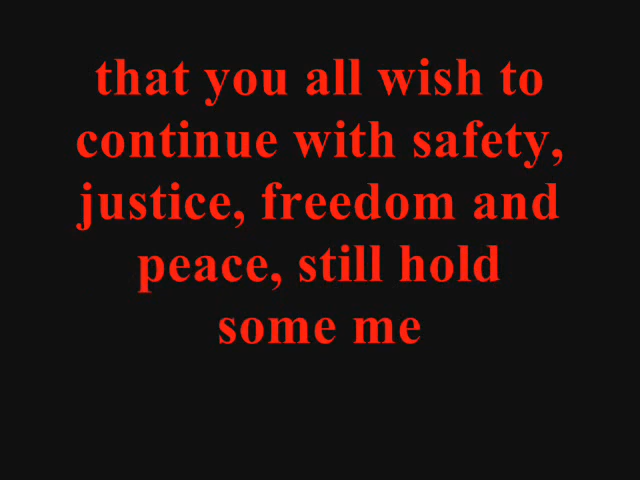 that you all wish to
continue with safety,
justice, freedom and
peace, still hold
some me